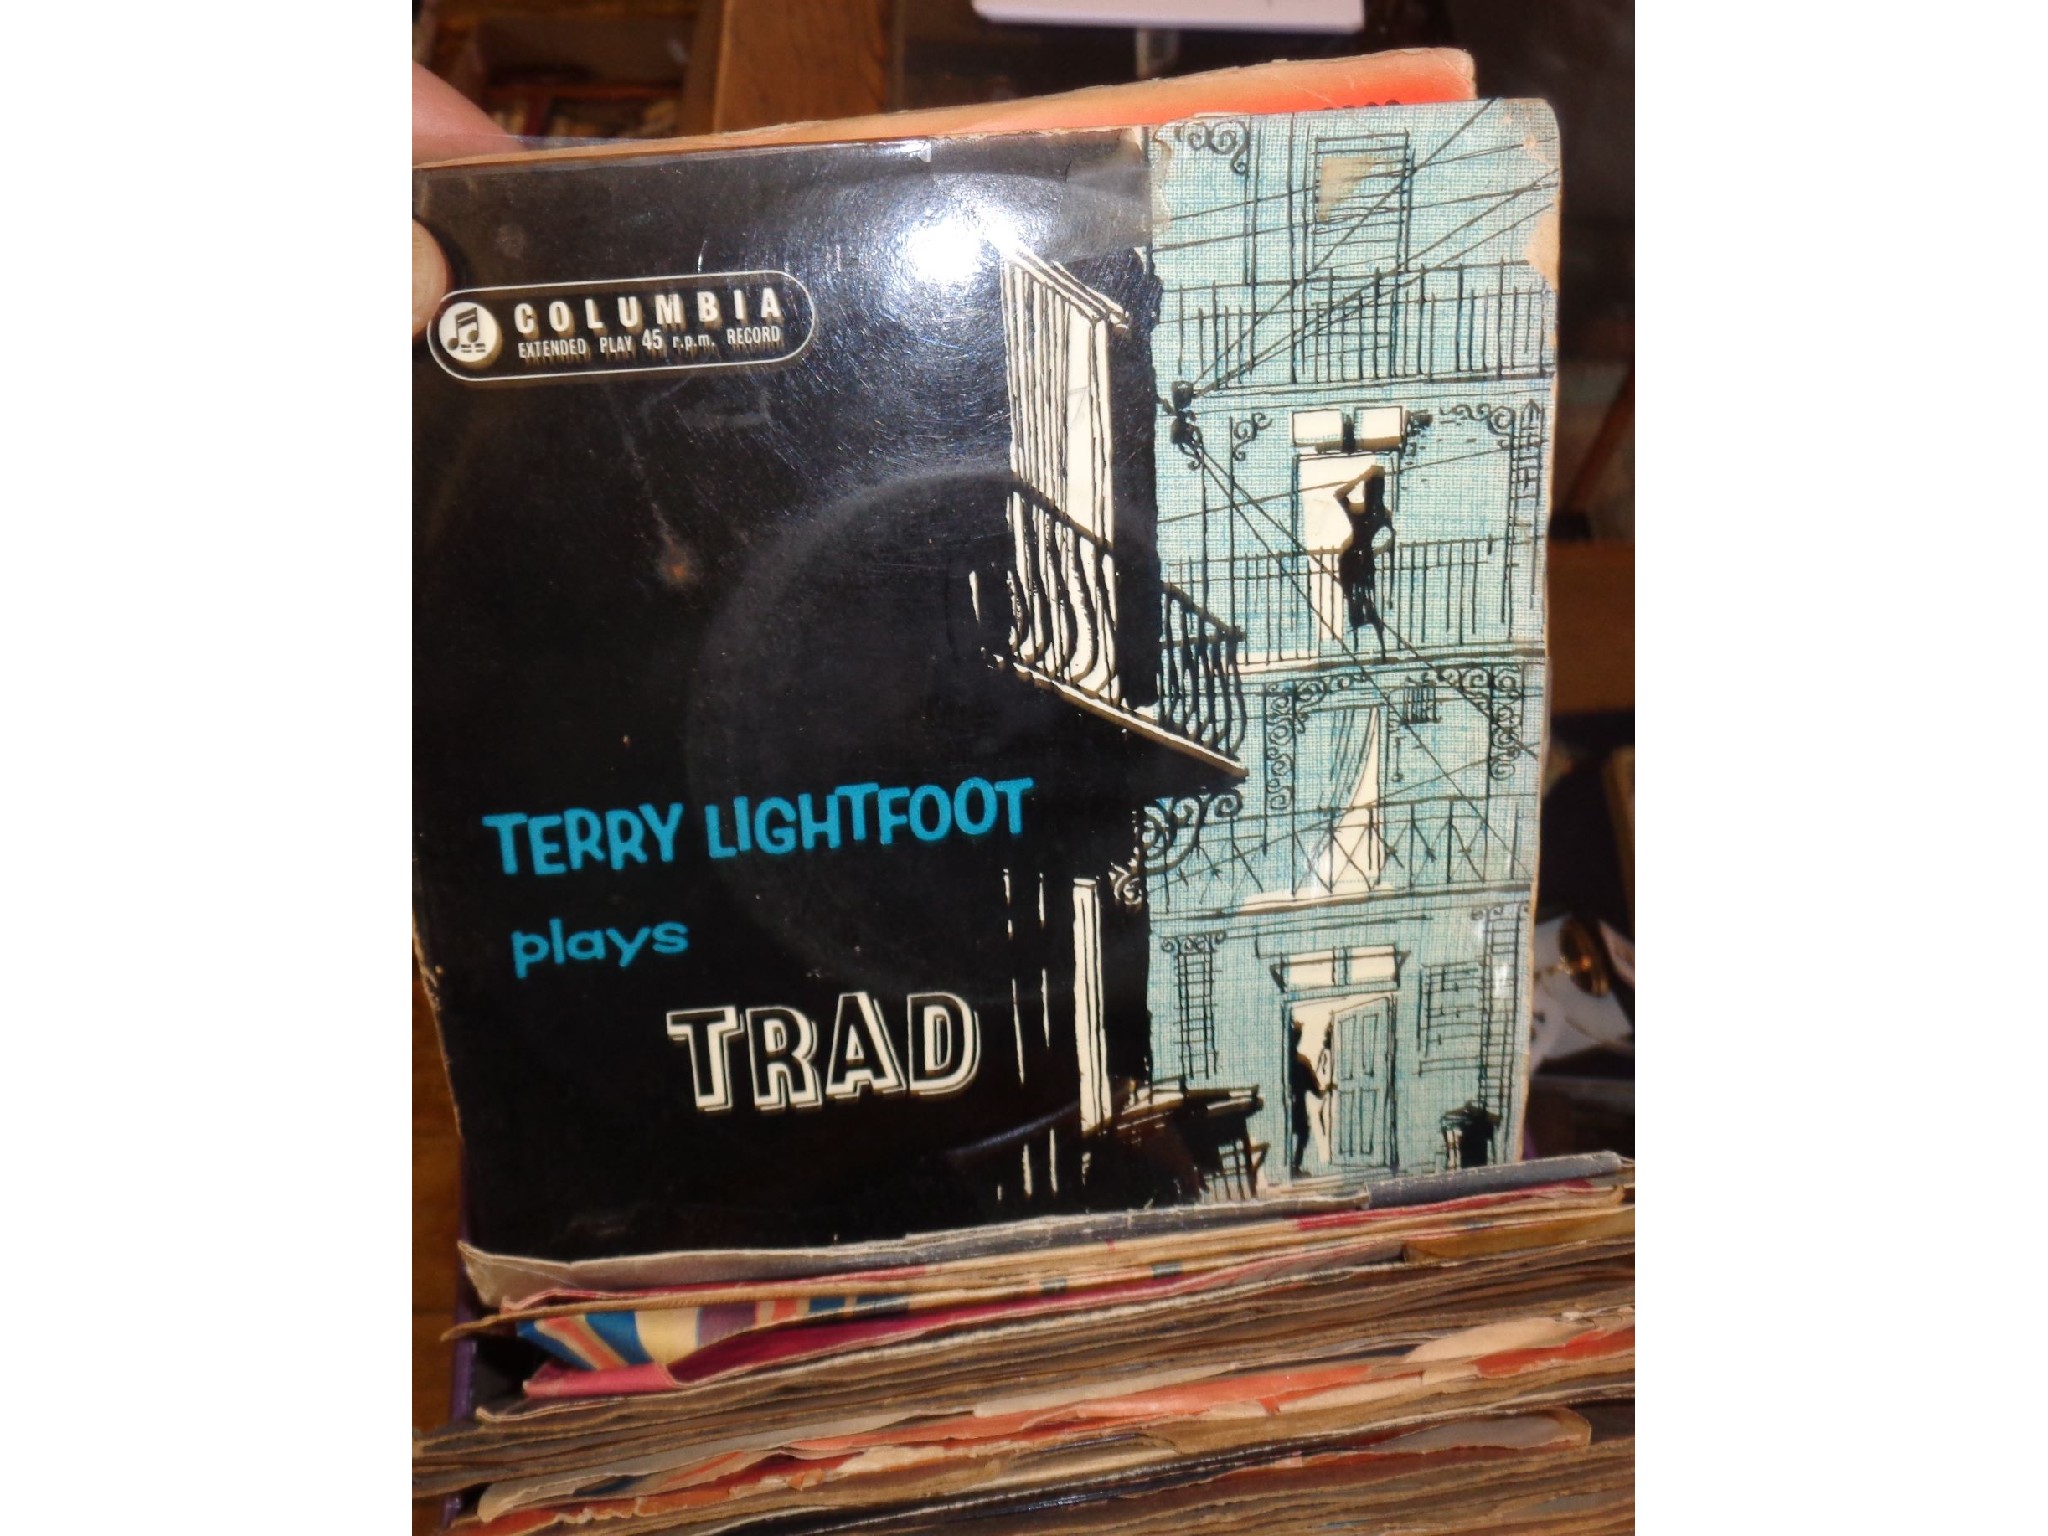 COLUMBIA
EXTENDED PLAY 45 r.p.m. RECORD
TERRY LIGHTFOOT
plays
TRAD